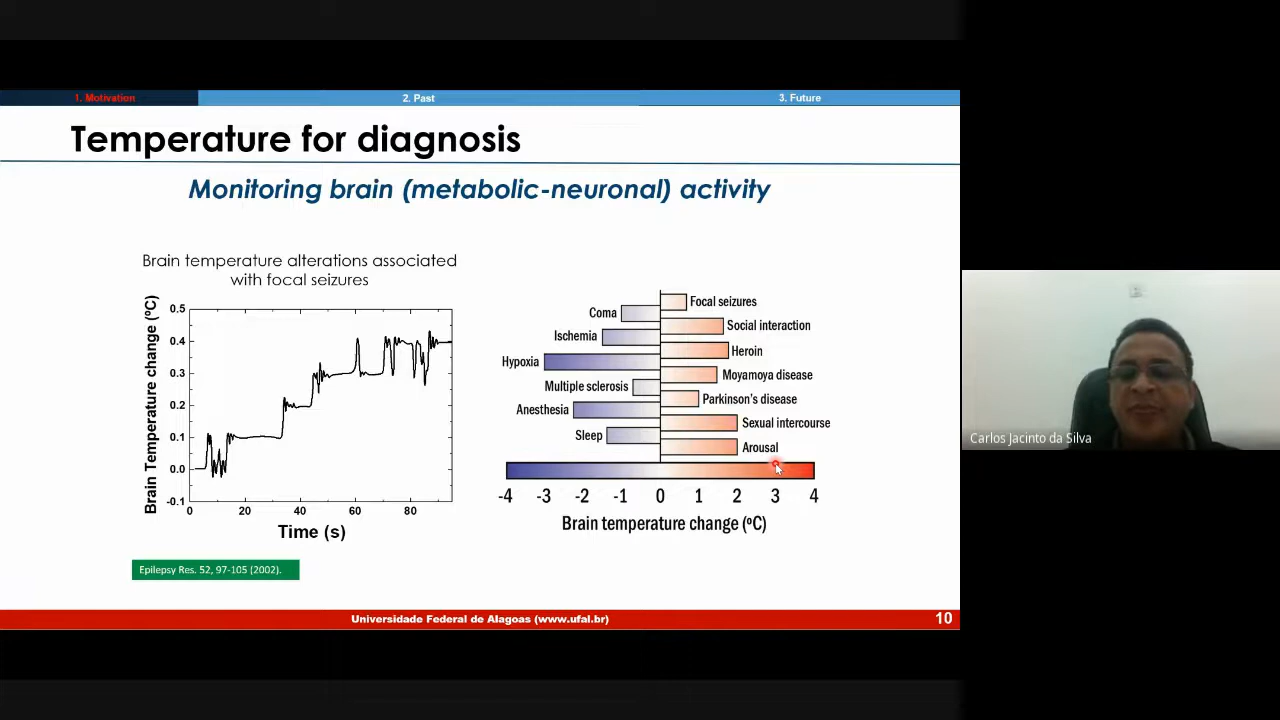 1. Motivation
2. Past
3. Future
Temperature for diagnosis
Monitoring brain (metabolic-neuronal) activity
Brain temperature alterations associated
with focal seizures
Brain Temperature change (ºC)
0.5
0.4
0.3
0.2
0.1
0.0
-0.1
0 20 40 60 80
Time (s)
Focal seizures
Coma
Social interaction
Ischemia
Heroin
Hypoxia
Moyamoya disease
Multiple sclerosis
Parkinson's disease
Anesthesia
Sexual intercourse
Sleep
Arousal
-4 -3 -2 -1 0 1 2 3 4
Brain temperature change (ºC)
Epilepsy Res. 52, 97-105 (2002).
Universidade Federal de Alagoas (www.ufal.br)
10
Carlos Jacinto da Silva